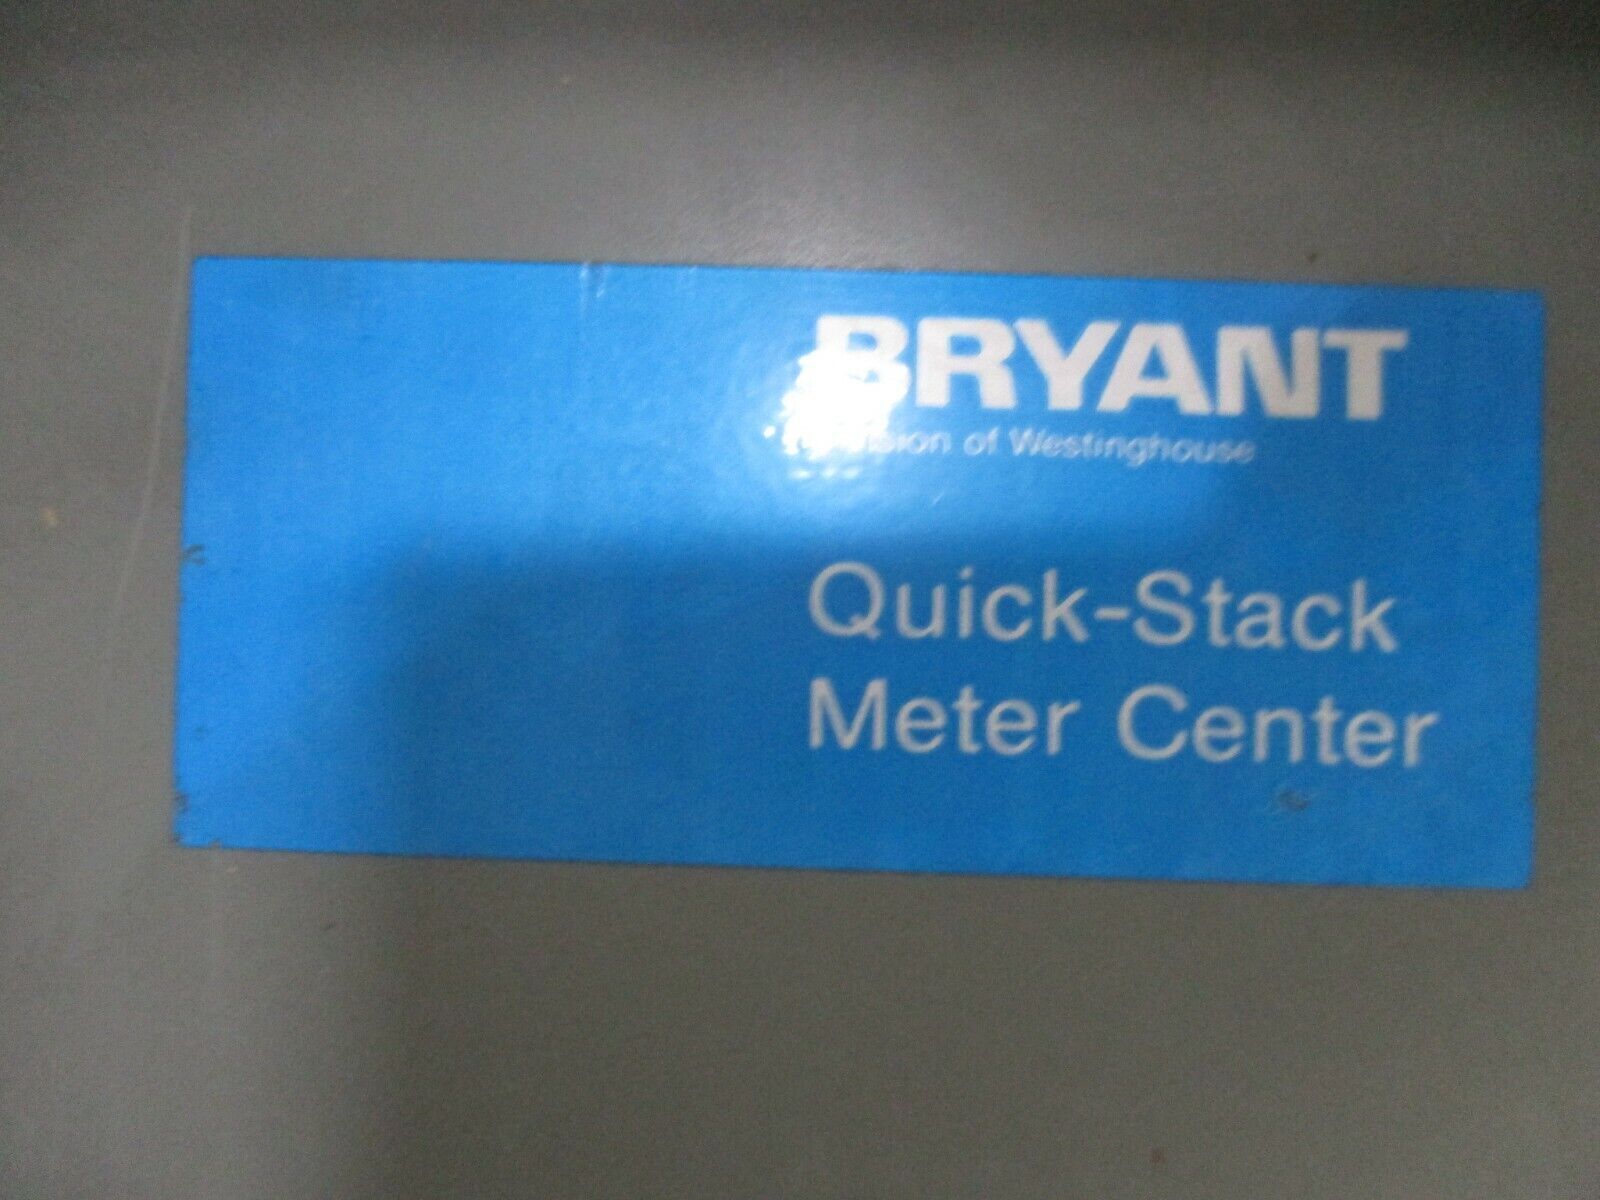 BRYANT
Division of Westinghouse
Quick-Stack
Meter Center